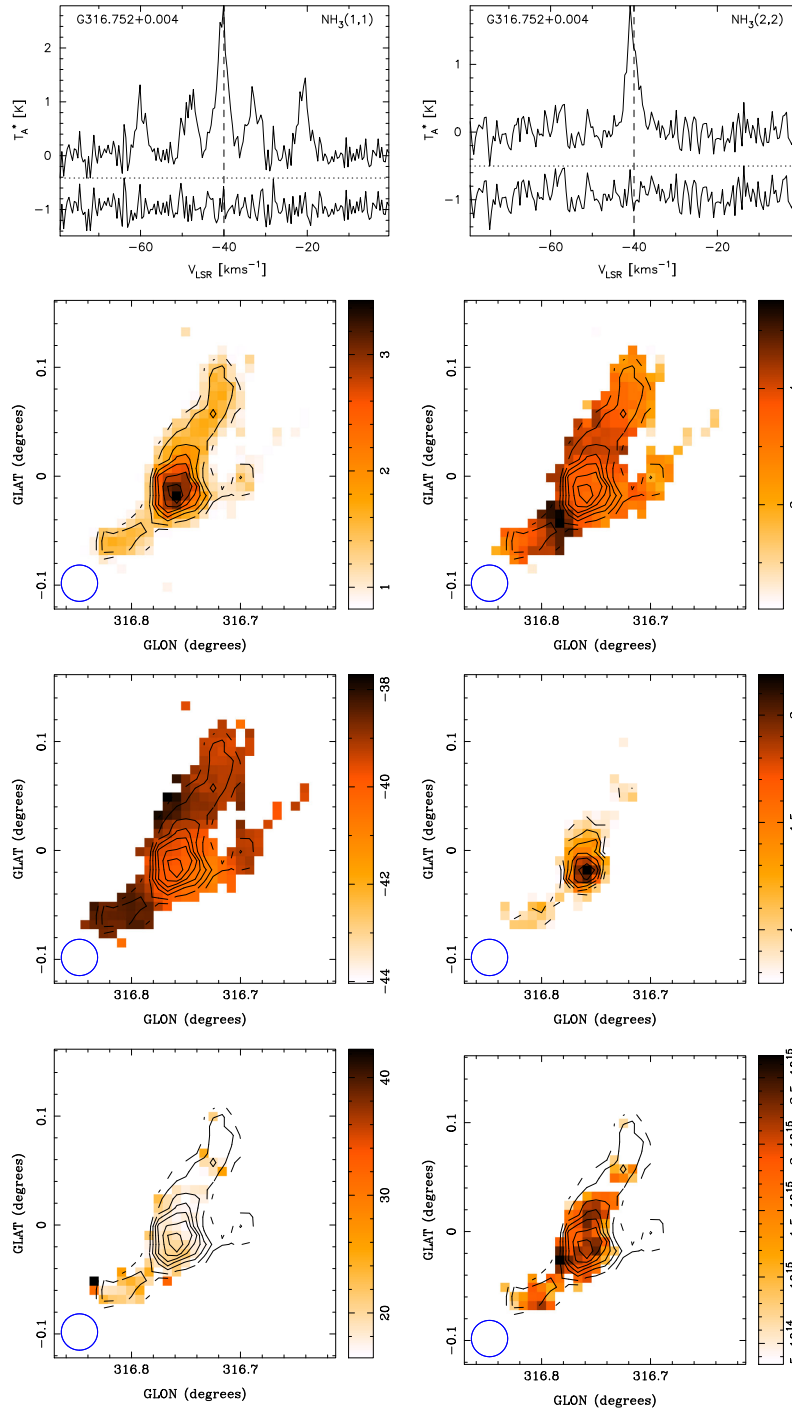 G316.752+0.004 NH₃(1,1)
T_A* [K]
2
1
0
−1
−60 −40 −20
V_LSR [kms⁻¹]
G316.752+0.004 NH₃(2,2)
T_A* [K]
1
0
−1
−60 −40 −20
V_LSR [kms⁻¹]
GLAT (degrees)
0.1
0
−0.1
316.8 316.7
GLON (degrees)
3
2
1
GLAT (degrees)
0.1
0
−0.1
316.8 316.7
GLON (degrees)
GLAT (degrees)
0.1
0
−0.1
316.8 316.7
GLON (degrees)
−38
−40
−42
−44
GLAT (degrees)
0.1
0
−0.1
316.8 316.7
GLON (degrees)
GLAT (degrees)
0.1
0
−0.1
316.8 316.7
GLON (degrees)
40
30
20
GLAT (degrees)
0.1
0
−0.1
316.8 316.7
GLON (degrees)